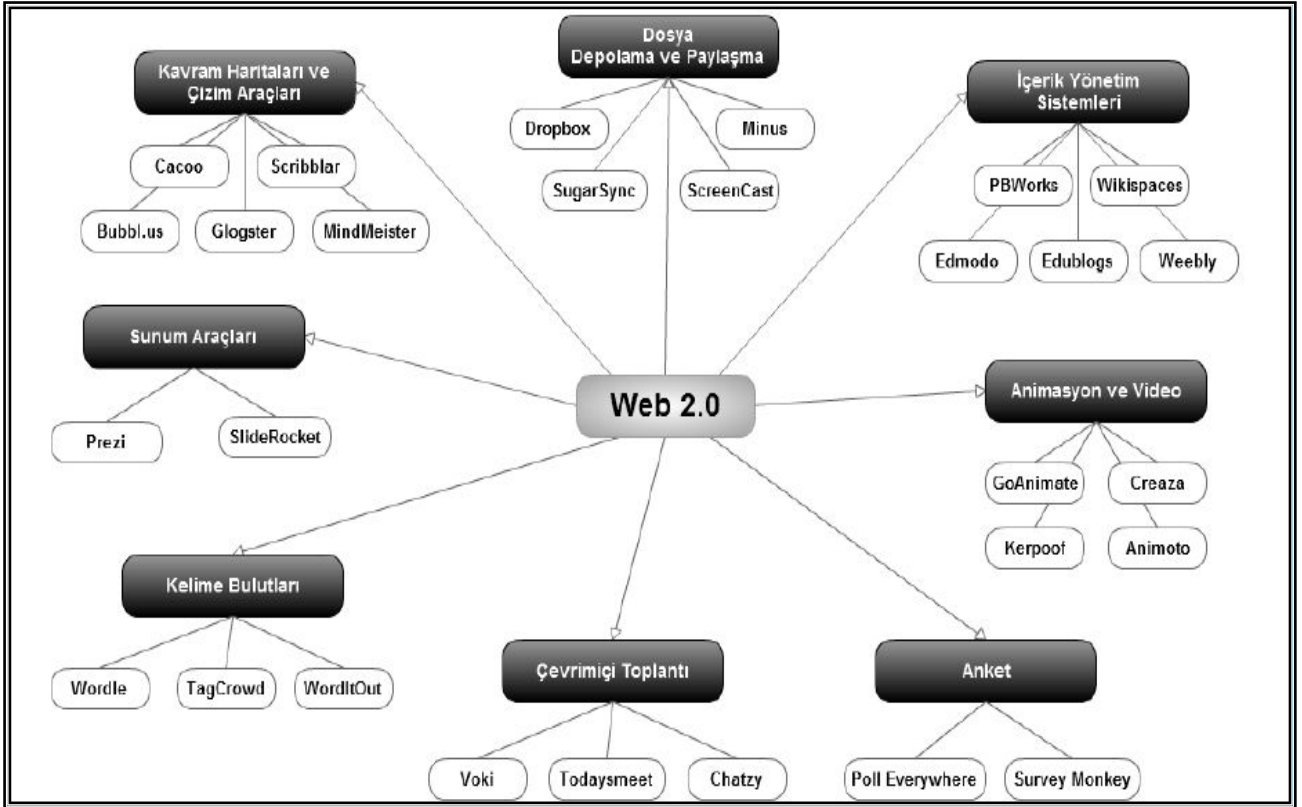 Kavram Haritaları ve
Çizim Araçları
Cacoo
Scribblar
Bubbl.us
Glogster
MindMeister
Dosya
Depolama ve Paylaşma
Dropbox
Minus
SugarSync
ScreenCast
İçerik Yönetim
Sistemleri
PBWorks
Wikispaces
Edmodo
Edublogs
Weebly
Sunum Araçları
Prezi
SlideRocket
Web 2.0
Animasyon ve Video
GoAnimate
Creaza
Kerpoof
Animoto
Kelime Bulutları
Wordle
TagCrowd
WordItOut
Çevrimiçi Toplantı
Voki
Todaysmeet
Chatzy
Anket
Poll Everywhere
Survey Monkey